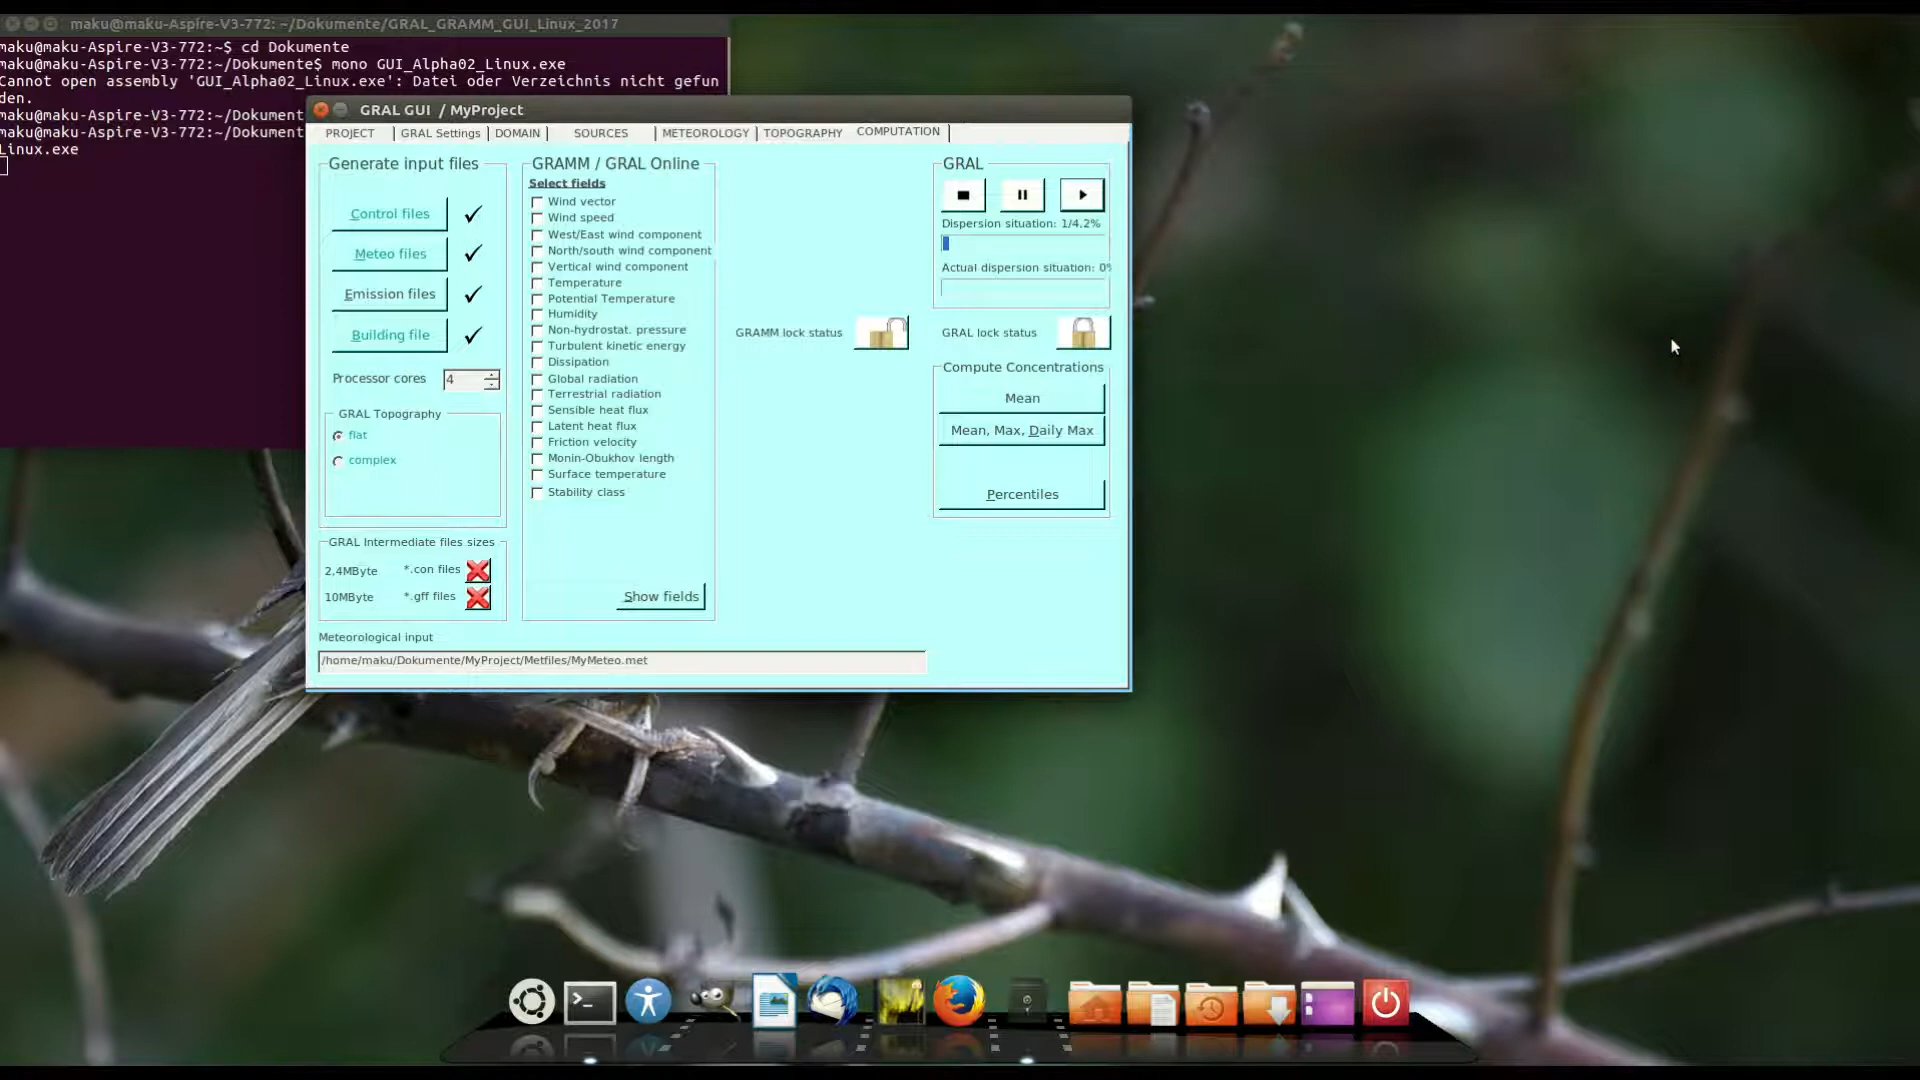 maku@maku-Aspire-V3-772: ~/Dokumente/GRAL_GRAMM_GUI_Linux_2017
maku@maku-Aspire-V3-772:~$ cd Dokumente
maku@maku-Aspire-V3-772:~/Dokumente$ mono GUI_Alpha02_Linux.exe
Cannot open assembly 'GUI_Alpha02_Linux.exe': Datei oder Verzeichnis nicht gefun
den.
maku@maku-Aspire-V3-772:~/Dokument
maku@maku-Aspire-V3-772:~/Dokument
Linux.exe
GRAL GUI / MyProject
PROJECT GRAL Settings DOMAIN SOURCES METEOROLOGY TOPOGRAPHY COMPUTATION
Generate input files
Control files
Meteo files
Emission files
Building file
Processor cores 4
GRAL Topography
flat
complex
GRAL Intermediate files sizes
2,4MByte *.con files
10MByte *.gff files
GRAMM / GRAL Online
Select fields
Wind vector
Wind speed
West/East wind component
North/south wind component
Vertical wind component
Temperature
Potential Temperature
Humidity
Non-hydrostat. pressure
Turbulent kinetic energy
Dissipation
Global radiation
Terrestrial radiation
Sensible heat flux
Latent heat flux
Friction velocity
Monin-Obukhov length
Surface temperature
Stability class
Show fields
GRAMM lock status
GRAL
Dispersion situation: 1/4,2%
Actual dispersion situation: 0%
GRAL lock status
Compute Concentrations
Mean
Mean, Max, Daily Max
Percentiles
Meteorological input
/home/maku/Dokumente/MyProject/Metfiles/MyMeteo.met